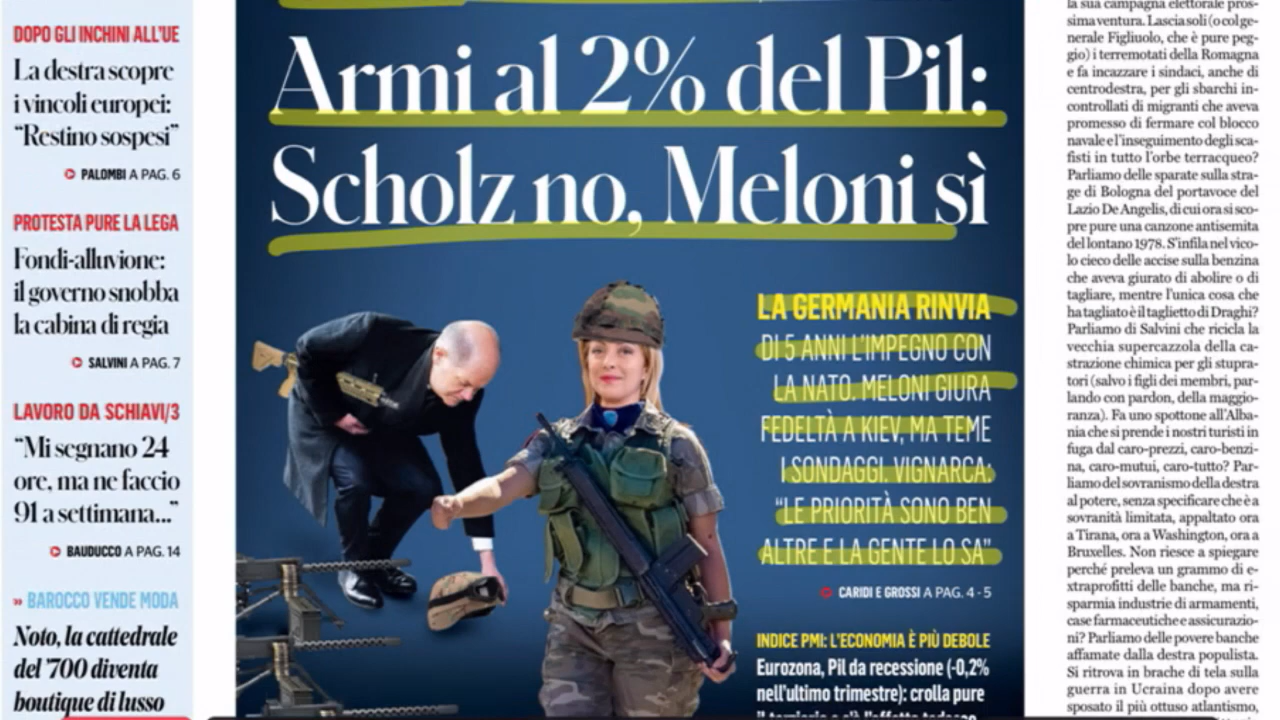 DOPO GLI INCHINI ALL'UE
La destra scopre
i vincoli europei:
"Restino sospesi"
PALOMBI A PAG. 6
PROTESTA PURE LA LEGA
Fondi-alluvione:
il governo snobba
la cabina di regia
SALVINI A PAG. 7
LAVORO DA SCHIAVI/3
"Mi segnano 24
ore, ma ne faccio
91 a settimana..."
BAUDUCCO A PAG. 14
» BAROCCO VENDE MODA
Noto, la cattedrale
del '700 diventa
boutique di lusso
Armi al 2% del Pil:
Scholz no, Meloni sì
LA GERMANIA RINVIA
DI 5 ANNI L'IMPEGNO CON
LA NATO. MELONI GIURA
FEDELTÀ A KIEV, MA TEME
I SONDAGGI. VIGNARCA:
"LE PRIORITÀ SONO BEN
ALTRE E LA GENTE LO SA"
CARIDI E GROSSI A PAG. 4 - 5
INDICE PMI: L'ECONOMIA È PIÙ DEBOLE
Eurozona, Pil da recessione (-0,2%
nell'ultimo trimestre): crolla pure
la sua campagna elettorale pros-
sima ventura. Lascia soli (o col ge-
nerale Figliuolo, che è pure peg-
gio) i terremotati della Romagna
e fa incazzare i sindaci, anche di
centrodestra, per gli sbarchi in-
controllati di migranti che aveva
promesso di fermare col blocco
navale e l'inseguimento degli sca-
fisti in tutto l'orbe terracqueo?
Parliamo delle sparate sulla stra-
ge di Bologna del portavoce del
Lazio De Angelis, di cui ora si sco-
pre pure una canzone antisemita
del lontano 1978. S'infila nel vico-
lo cieco delle accise sulla benzina
che aveva giurato di abolire o di
tagliare, mentre l'unica cosa che
ha tagliato è il taglietto di Draghi?
Parliamo di Salvini che ricicla la
vecchia supercazzola della ca-
strazione chimica per gli stupra-
tori (salvo i figli dei membri, par-
lando con pardon, della maggio-
ranza). Fa uno spottone all'Alba-
nia che si prende i nostri turisti in
fuga dal caro-prezzi, caro-benzi-
na, caro-mutui, caro-tutto? Par-
liamo del sovranismo della destra
al potere, senza specificare che è a
sovranità limitata, appaltato ora
a Tirana, ora a Washington, ora a
Bruxelles. Non riesce a spiegare
perché preleva un grammo di e-
xtraprofitti delle banche, ma ri-
sparmia industrie di armamenti,
case farmaceutiche e assicurazio-
ni? Parliamo delle povere banche
affamate dalla destra populista.
Si ritrova in brache di tela sulla
guerra in Ucraina dopo avere
sposato il più ottuso atlantismo,